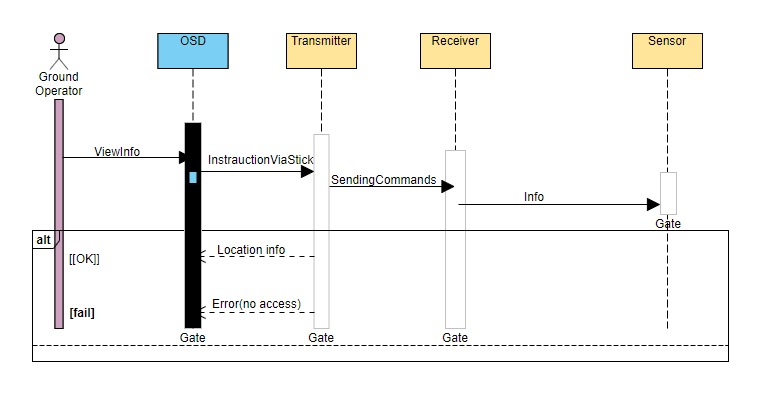 OSD
Transmitter
Receiver
Sensor
Ground
Operator
ViewInfo
InstrauctionViaStick
SendingCommands
Info
Gate
alt
Location info
[[OK]]
Error(no access)
[fail]
Gate
Gate
Gate